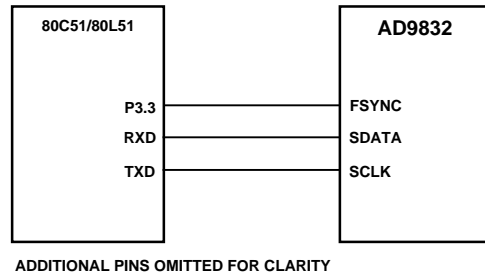 80C51/80L51
AD9832
P3.3
FSYNC
RXD
SDATA
TXD
SCLK
ADDITIONAL PINS OMITTED FOR CLARITY